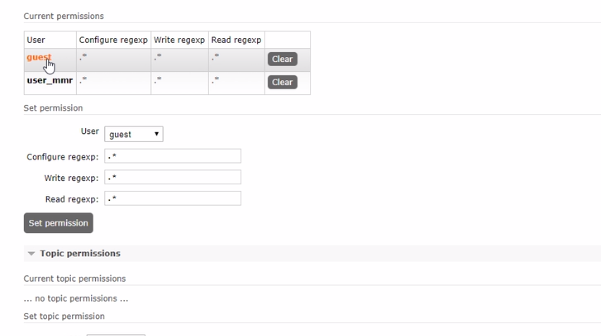 Current permissions
User Configure regexp Write regexp Read regexp
guest .* .* .* Clear
user_mmr .* .* .* Clear
Set permission
User guest
Configure regexp: .*
Write regexp: .*
Read regexp: .*
Set permission
Topic permissions
Current topic permissions
... no topic permissions ...
Set topic permission